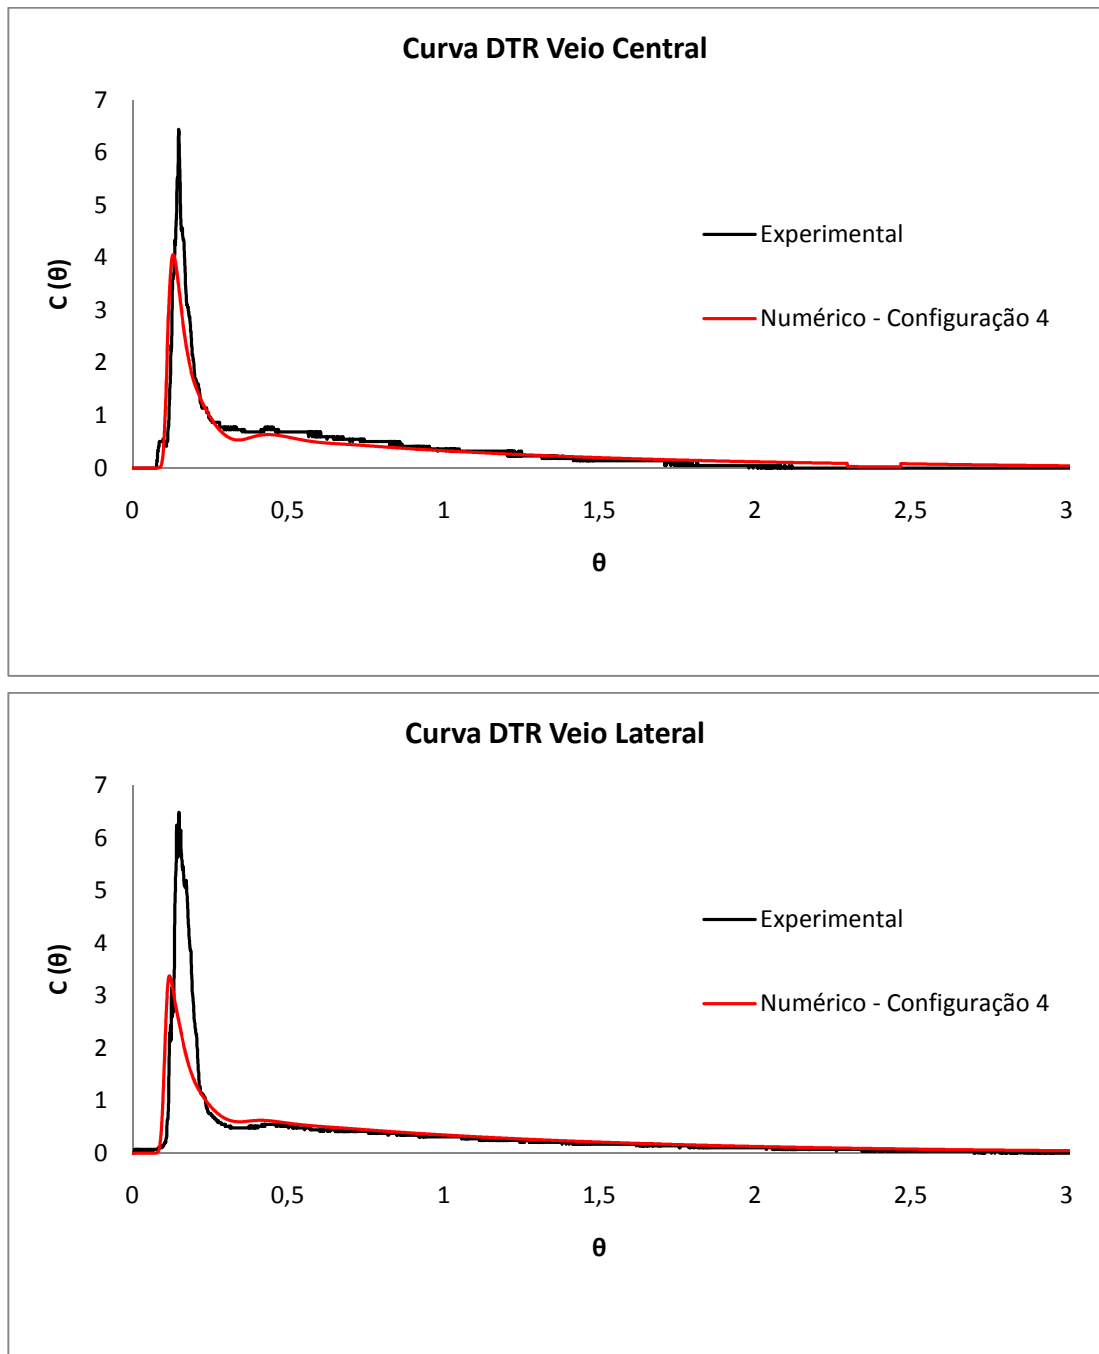 Curva DTR Veio Central
7
6
5
4
3
2
1
0
C (θ)
Experimental
Numérico - Configuração 4
0 0,5 1 1,5 2 2,5 3
θ
Curva DTR Veio Lateral
7
6
5
4
3
2
1
0
C (θ)
Experimental
Numérico - Configuração 4
0 0,5 1 1,5 2 2,5 3
θ